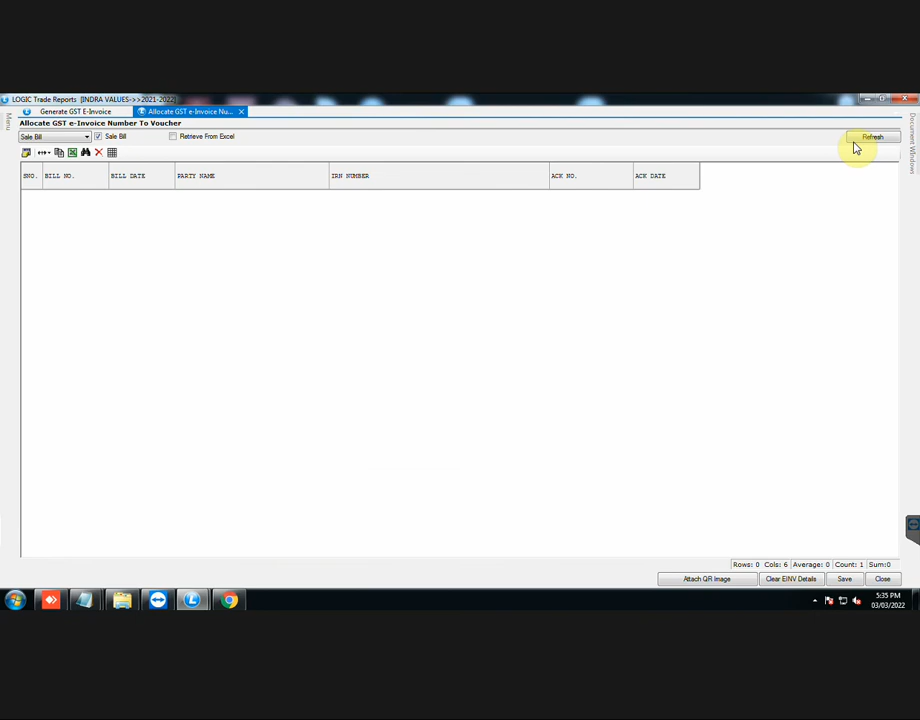 LOGIC Trade Reports [INDRA VALUES->>2021-2022]
Generate GST E-Invoice
Allocate GST e-Invoice Nu...
Menu
Document Windows
Allocate GST e-Invoice Number To Voucher
Sale Bill Sale Bill Retrieve From Excel Refresh
SNO. BILL NO. BILL DATE PARTY NAME IRN NUMBER ACK NO. ACK DATE
Rows: 0 Cols: 6 Average: 0 Count: 1 Sum:0
Attach QR Image Clear EINV Details Save Close
5:35 PM
03/03/2022